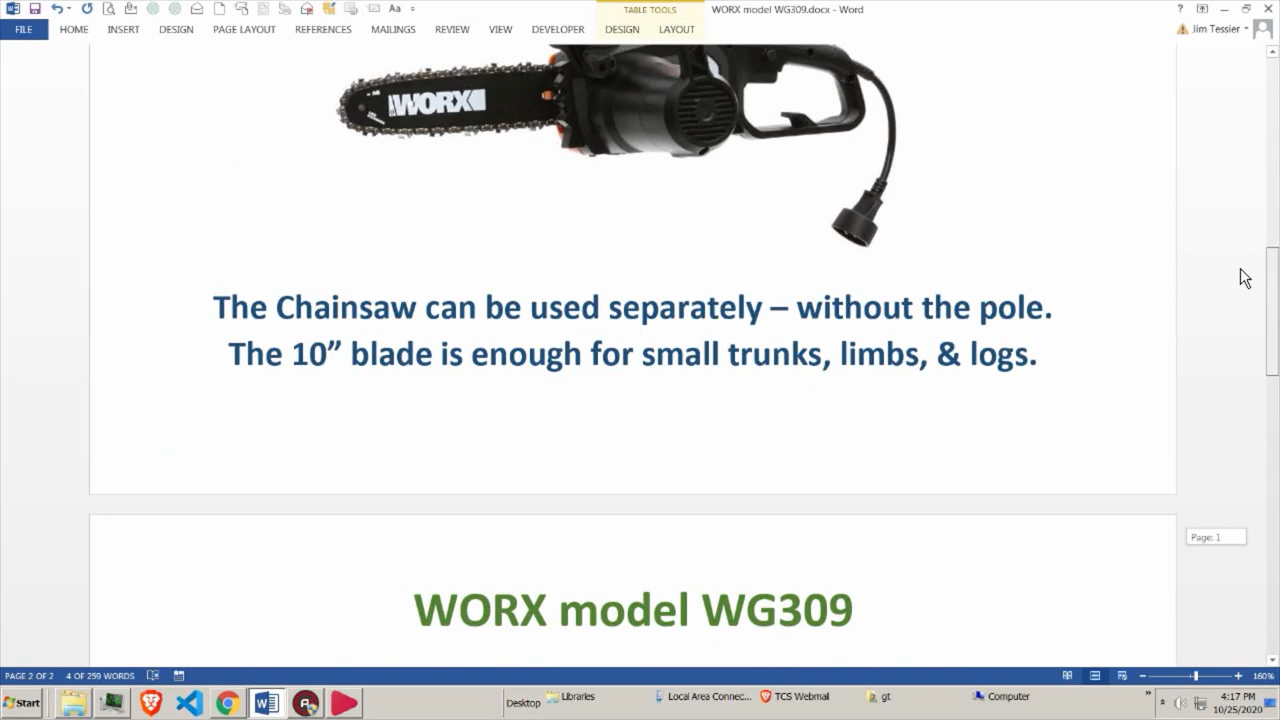 TABLE TOOLS
WORX model WG309.docx - Word
FILE
HOME
INSERT
DESIGN
PAGE LAYOUT
REFERENCES
MAILINGS
REVIEW
VIEW
DEVELOPER
DESIGN
LAYOUT
Jim Tessier
Aa
WORX
The Chainsaw can be used separately – without the pole.
The 10” blade is enough for small trunks, limbs, & logs.
Page: 1
WORX model WG309
PAGE 2 OF 2
4 OF 259 WORDS
160%
Start
Desktop
Libraries
Local Area Connec...
TCS Webmail
gt
Computer
4:17 PM
10/25/2020